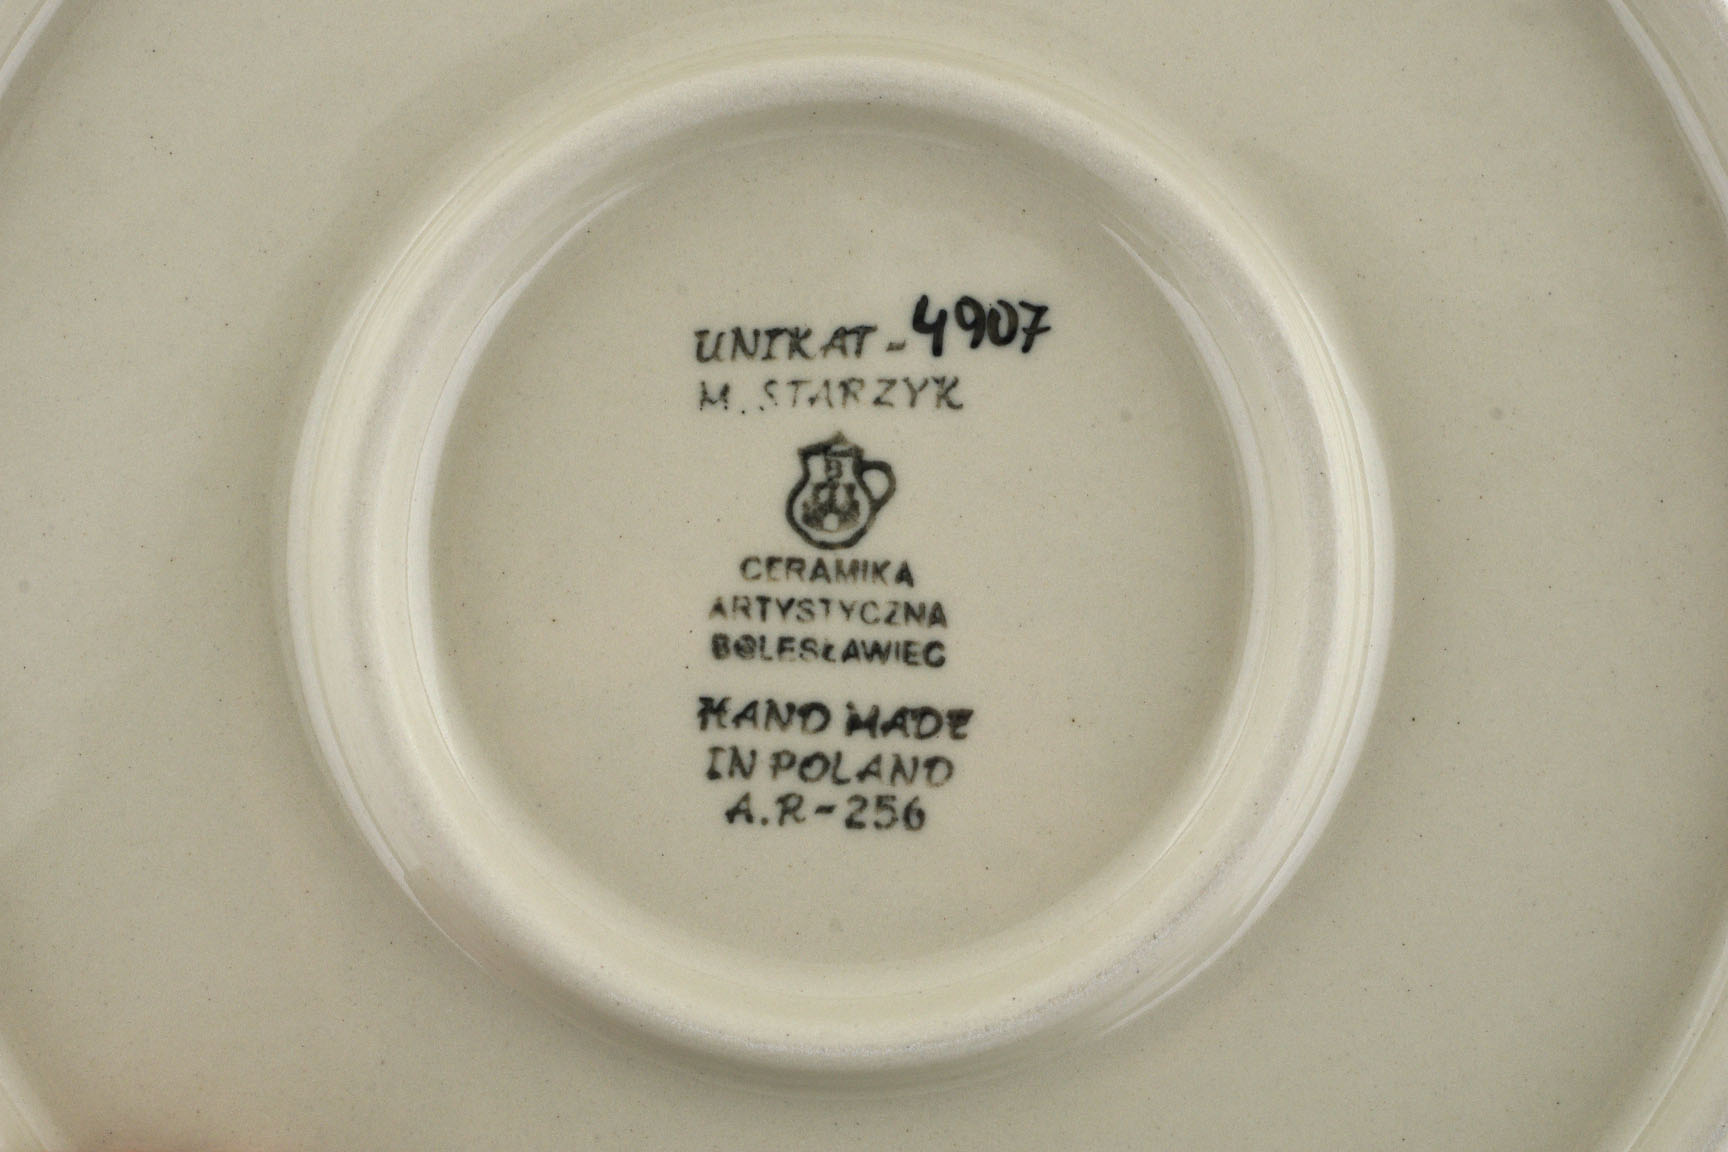 UNIKAT - 4907
M. STARZYK
CERAMIKA
ARTYSTYCZNA
BOLESŁAWIEC
HAND MADE
IN POLAND
A.R-256